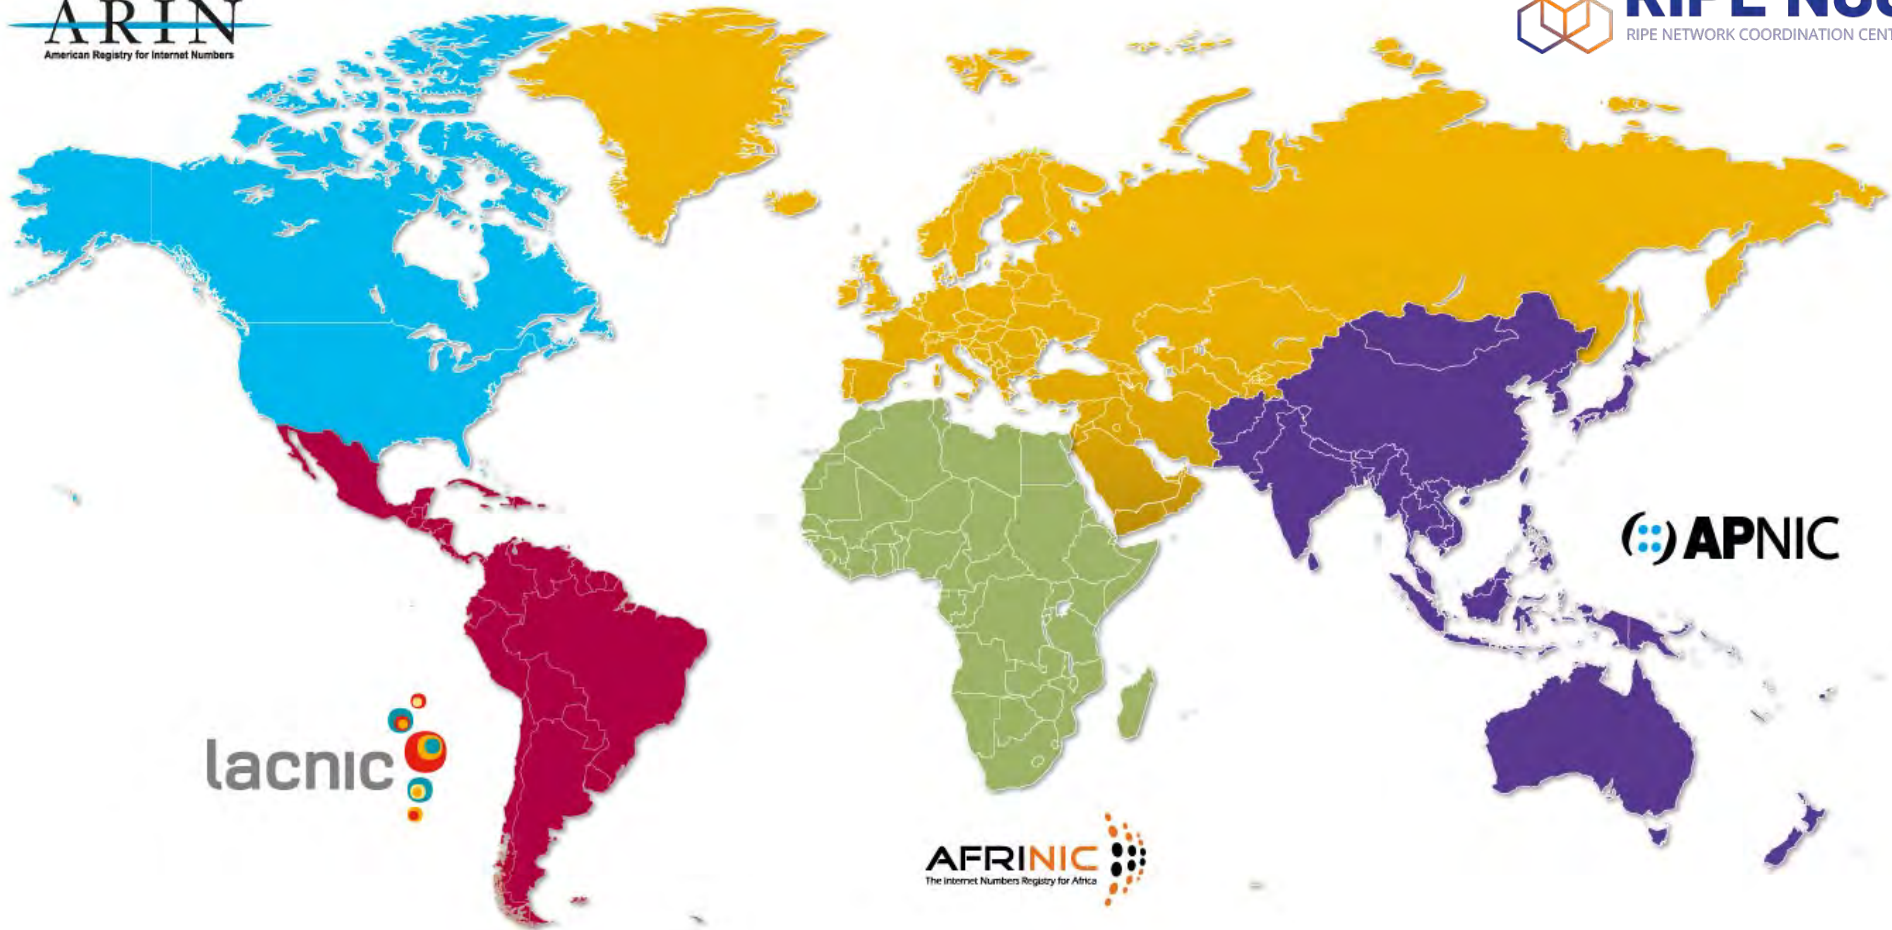 ARIN
American Registry for Internet Numbers
RIPE NETWORK COORDINATION CENT
APNIC
lacnic
AFRINIC
The Internet Numbers Registry for Africa